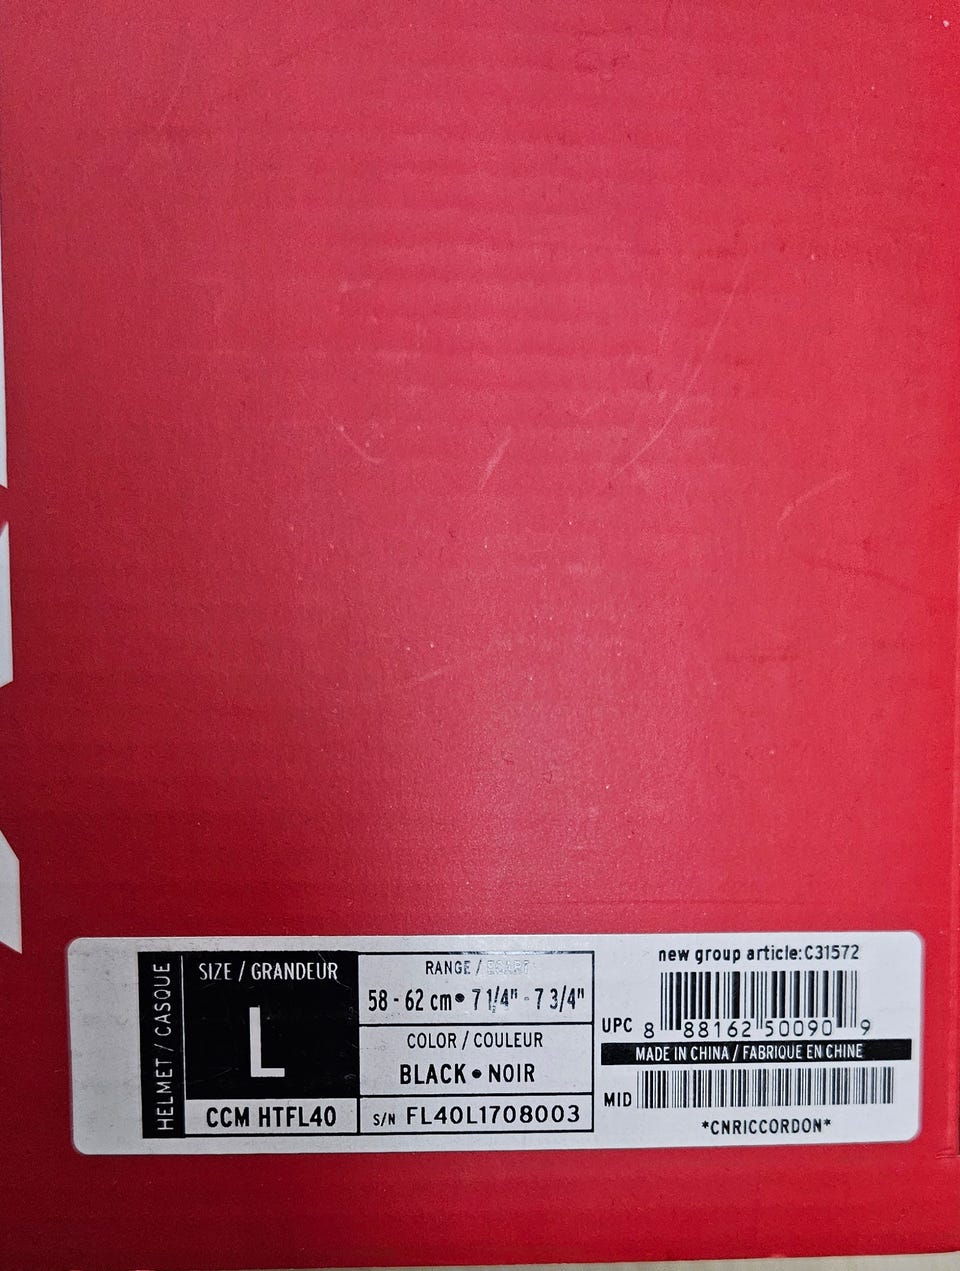 HELMET / CASQUE
SIZE / GRANDEUR
L
CCM HTFL40
RANGE / ÉCART
58 - 62 cm • 7 1/4" - 7 3/4"
COLOR / COULEUR
BLACK • NOIR
S/N FL40L1708003
new group article:C31572
UPC 8 88162 50090 9
MADE IN CHINA / FABRIQUE EN CHINE
MID
*CNRICCORDON*